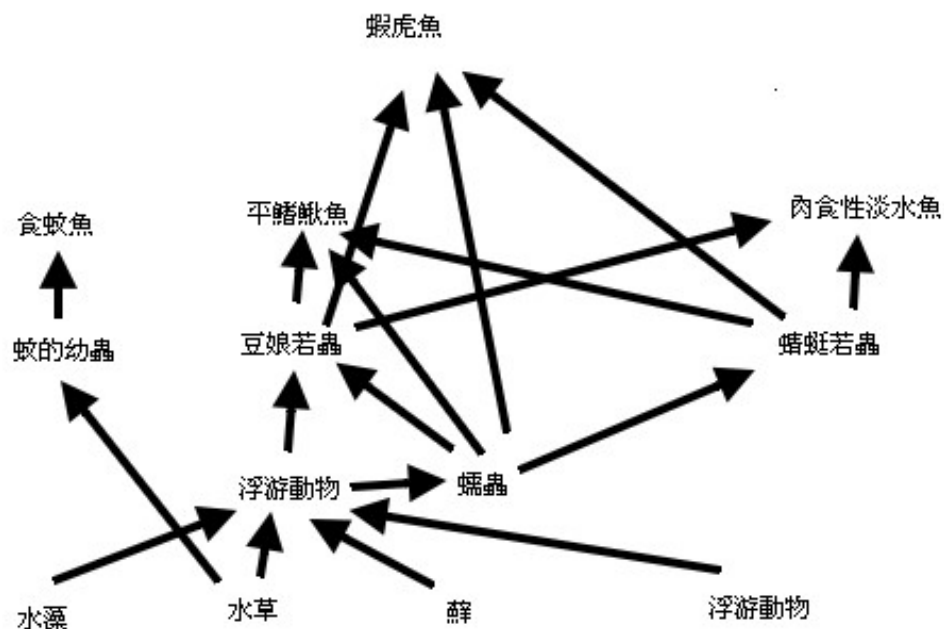 蝦虎魚
食蚊魚
平鰭鰍魚
肉食性淡水魚
蚊的幼蟲
豆娘若蟲
蜻蜓若蟲
浮游動物
蠕蟲
水藻
水草
蘚
浮游動物